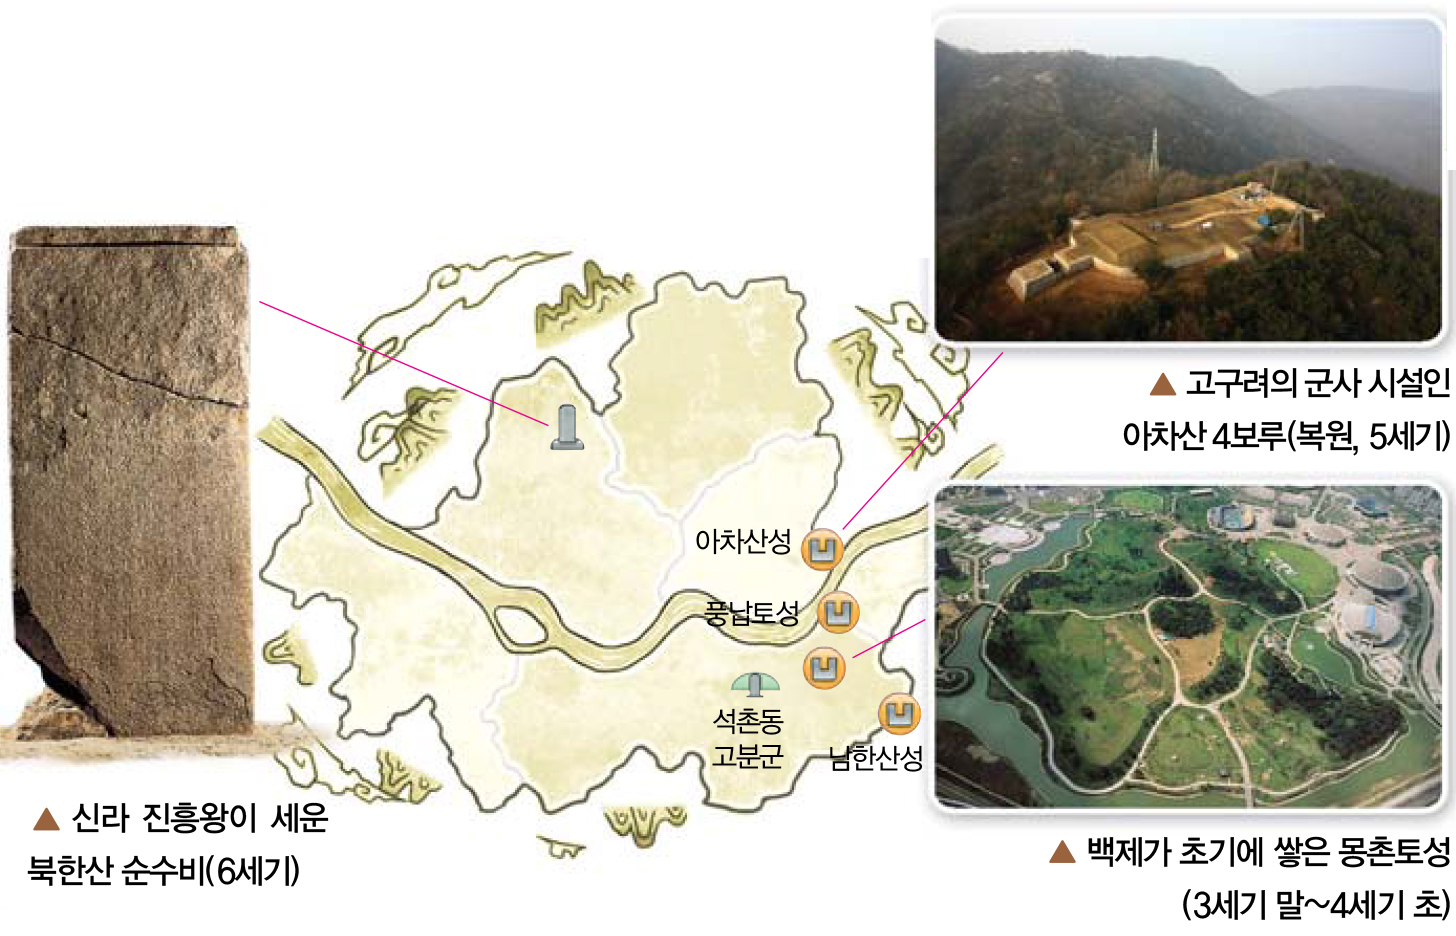 ▲ 고구려의 군사 시설인
아차산 4보루(복원, 5세기)
아차산성
풍납토성
석촌동
고분군
남한산성
▲ 신라 진흥왕이 세운
북한산 순수비(6세기)
▲ 백제가 초기에 쌓은 몽촌토성
(3세기 말~4세기 초)